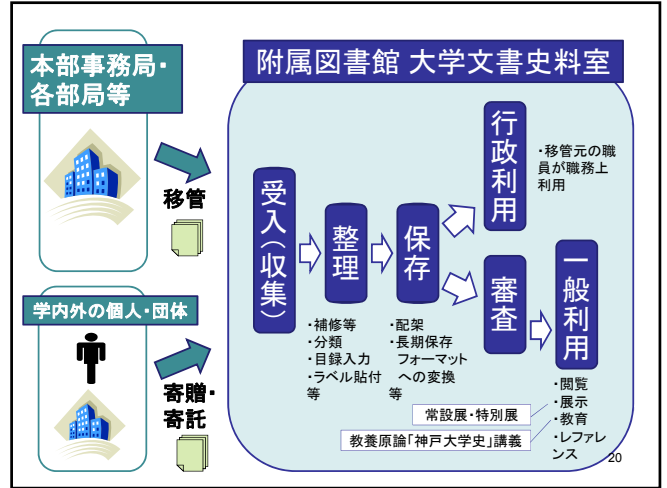 本部事務局・
各部局等
移管
学内外の個人・団体
寄贈・
寄託
附属図書館 大学文書史料室
受入(収集)
整理
・補修等
・分類
・目録入力
・ラベル貼付
等
保存
・配架
・長期保存
フォーマット
への変換
等
行政利用
・移管元の職
員が職務上
利用
審査
一般利用
・閲覧
・展示
・教育
・レファレ
ンス
常設展・特別展
教養原論「神戸大学史」講義
20